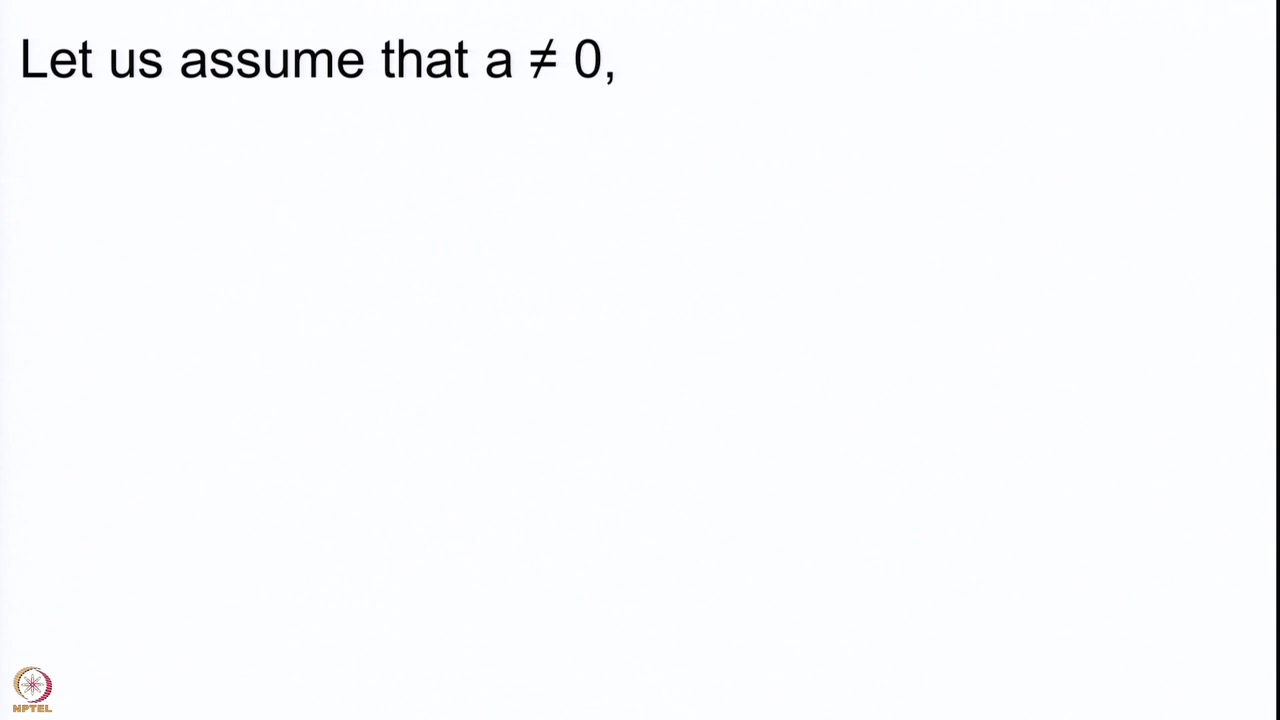 Let us assume that a ≠ 0,
NPTEL